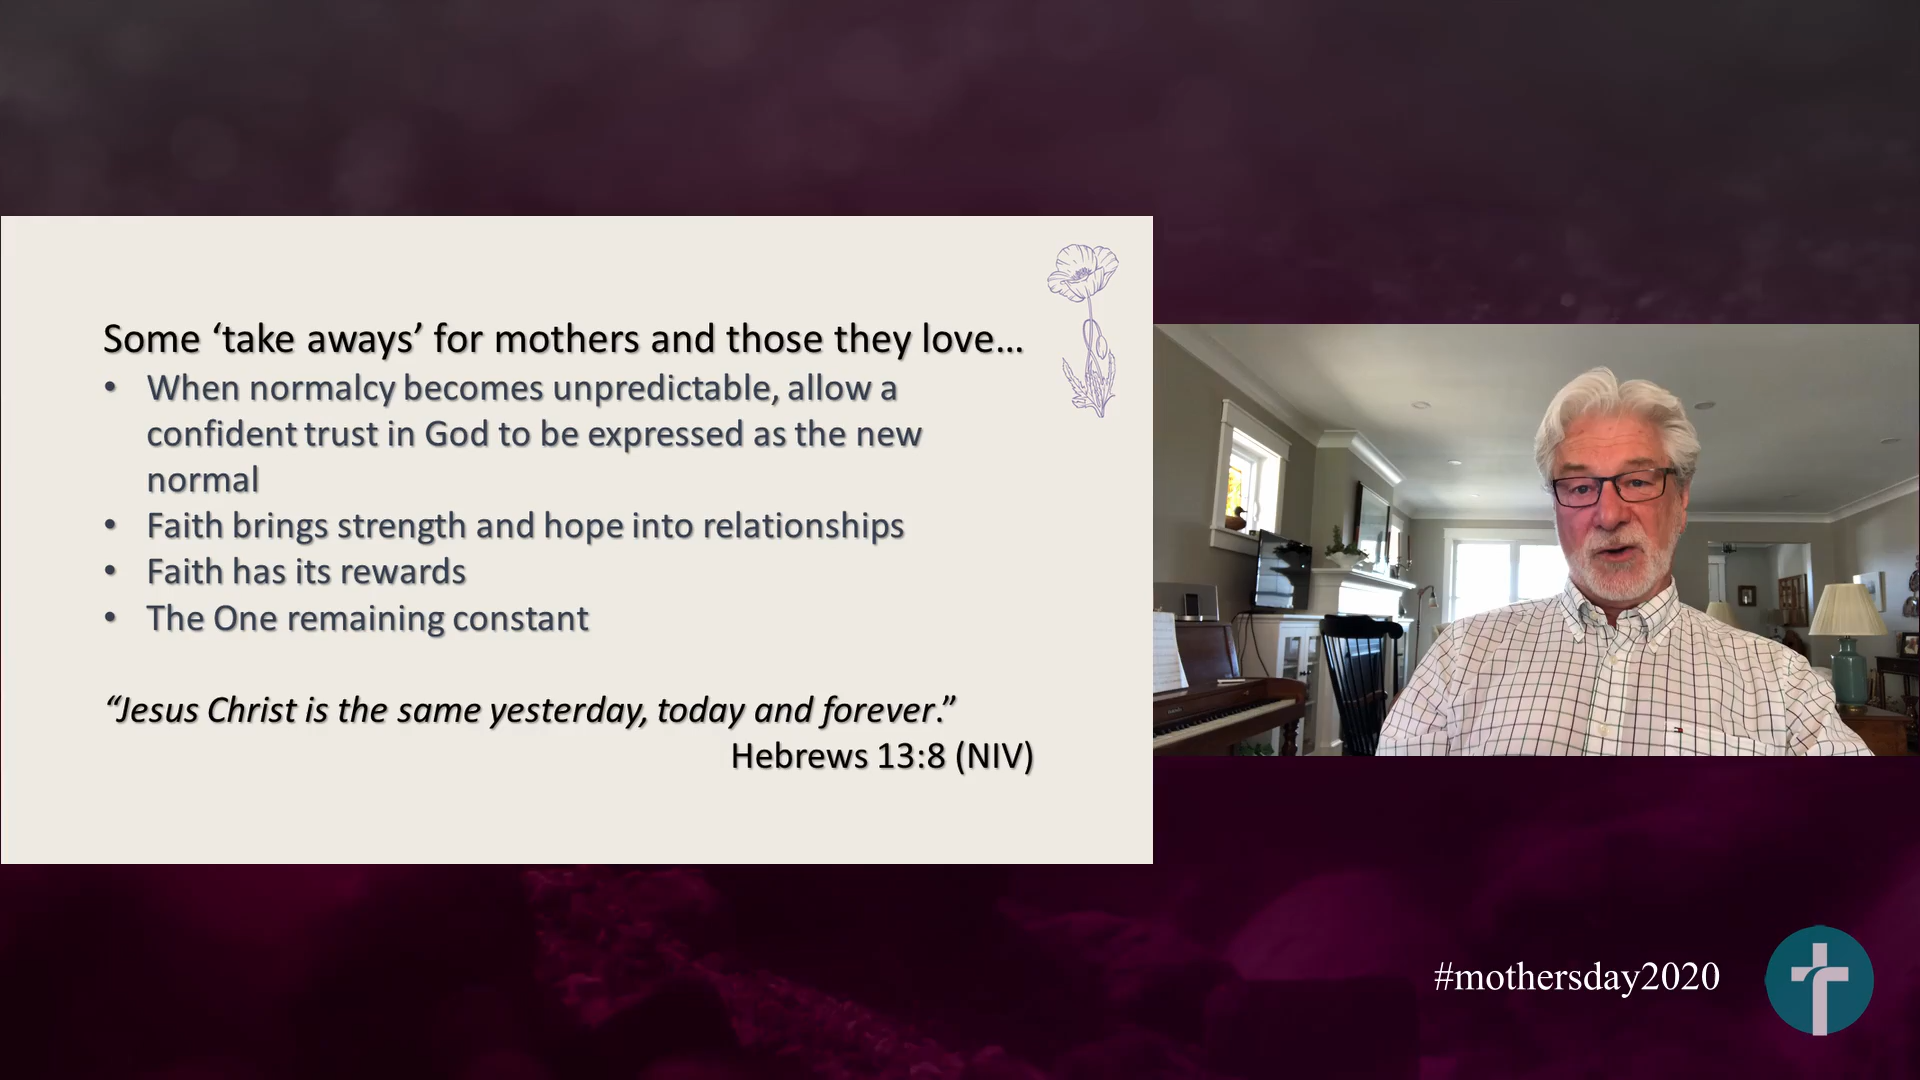 Some ‘take aways’ for mothers and those they love…
• When normalcy becomes unpredictable, allow a
confident trust in God to be expressed as the new
normal
• Faith brings strength and hope into relationships
• Faith has its rewards
• The One remaining constant
“Jesus Christ is the same yesterday, today and forever.”
Hebrews 13:8 (NIV)
#mothersday2020